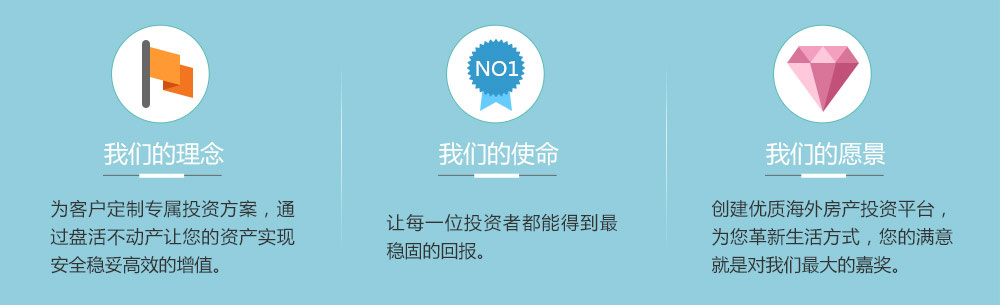 NO1
我们的理念
为客户定制专属投资方案，通
过盘活不动产让您的资产实现
安全稳妥高效的增值。
我们的使命
让每一位投资者都能得到最
稳固的回报。
我们的愿景
创建优质海外房产投资平台，
为您革新生活方式，您的满意
就是对我们最大的嘉奖。